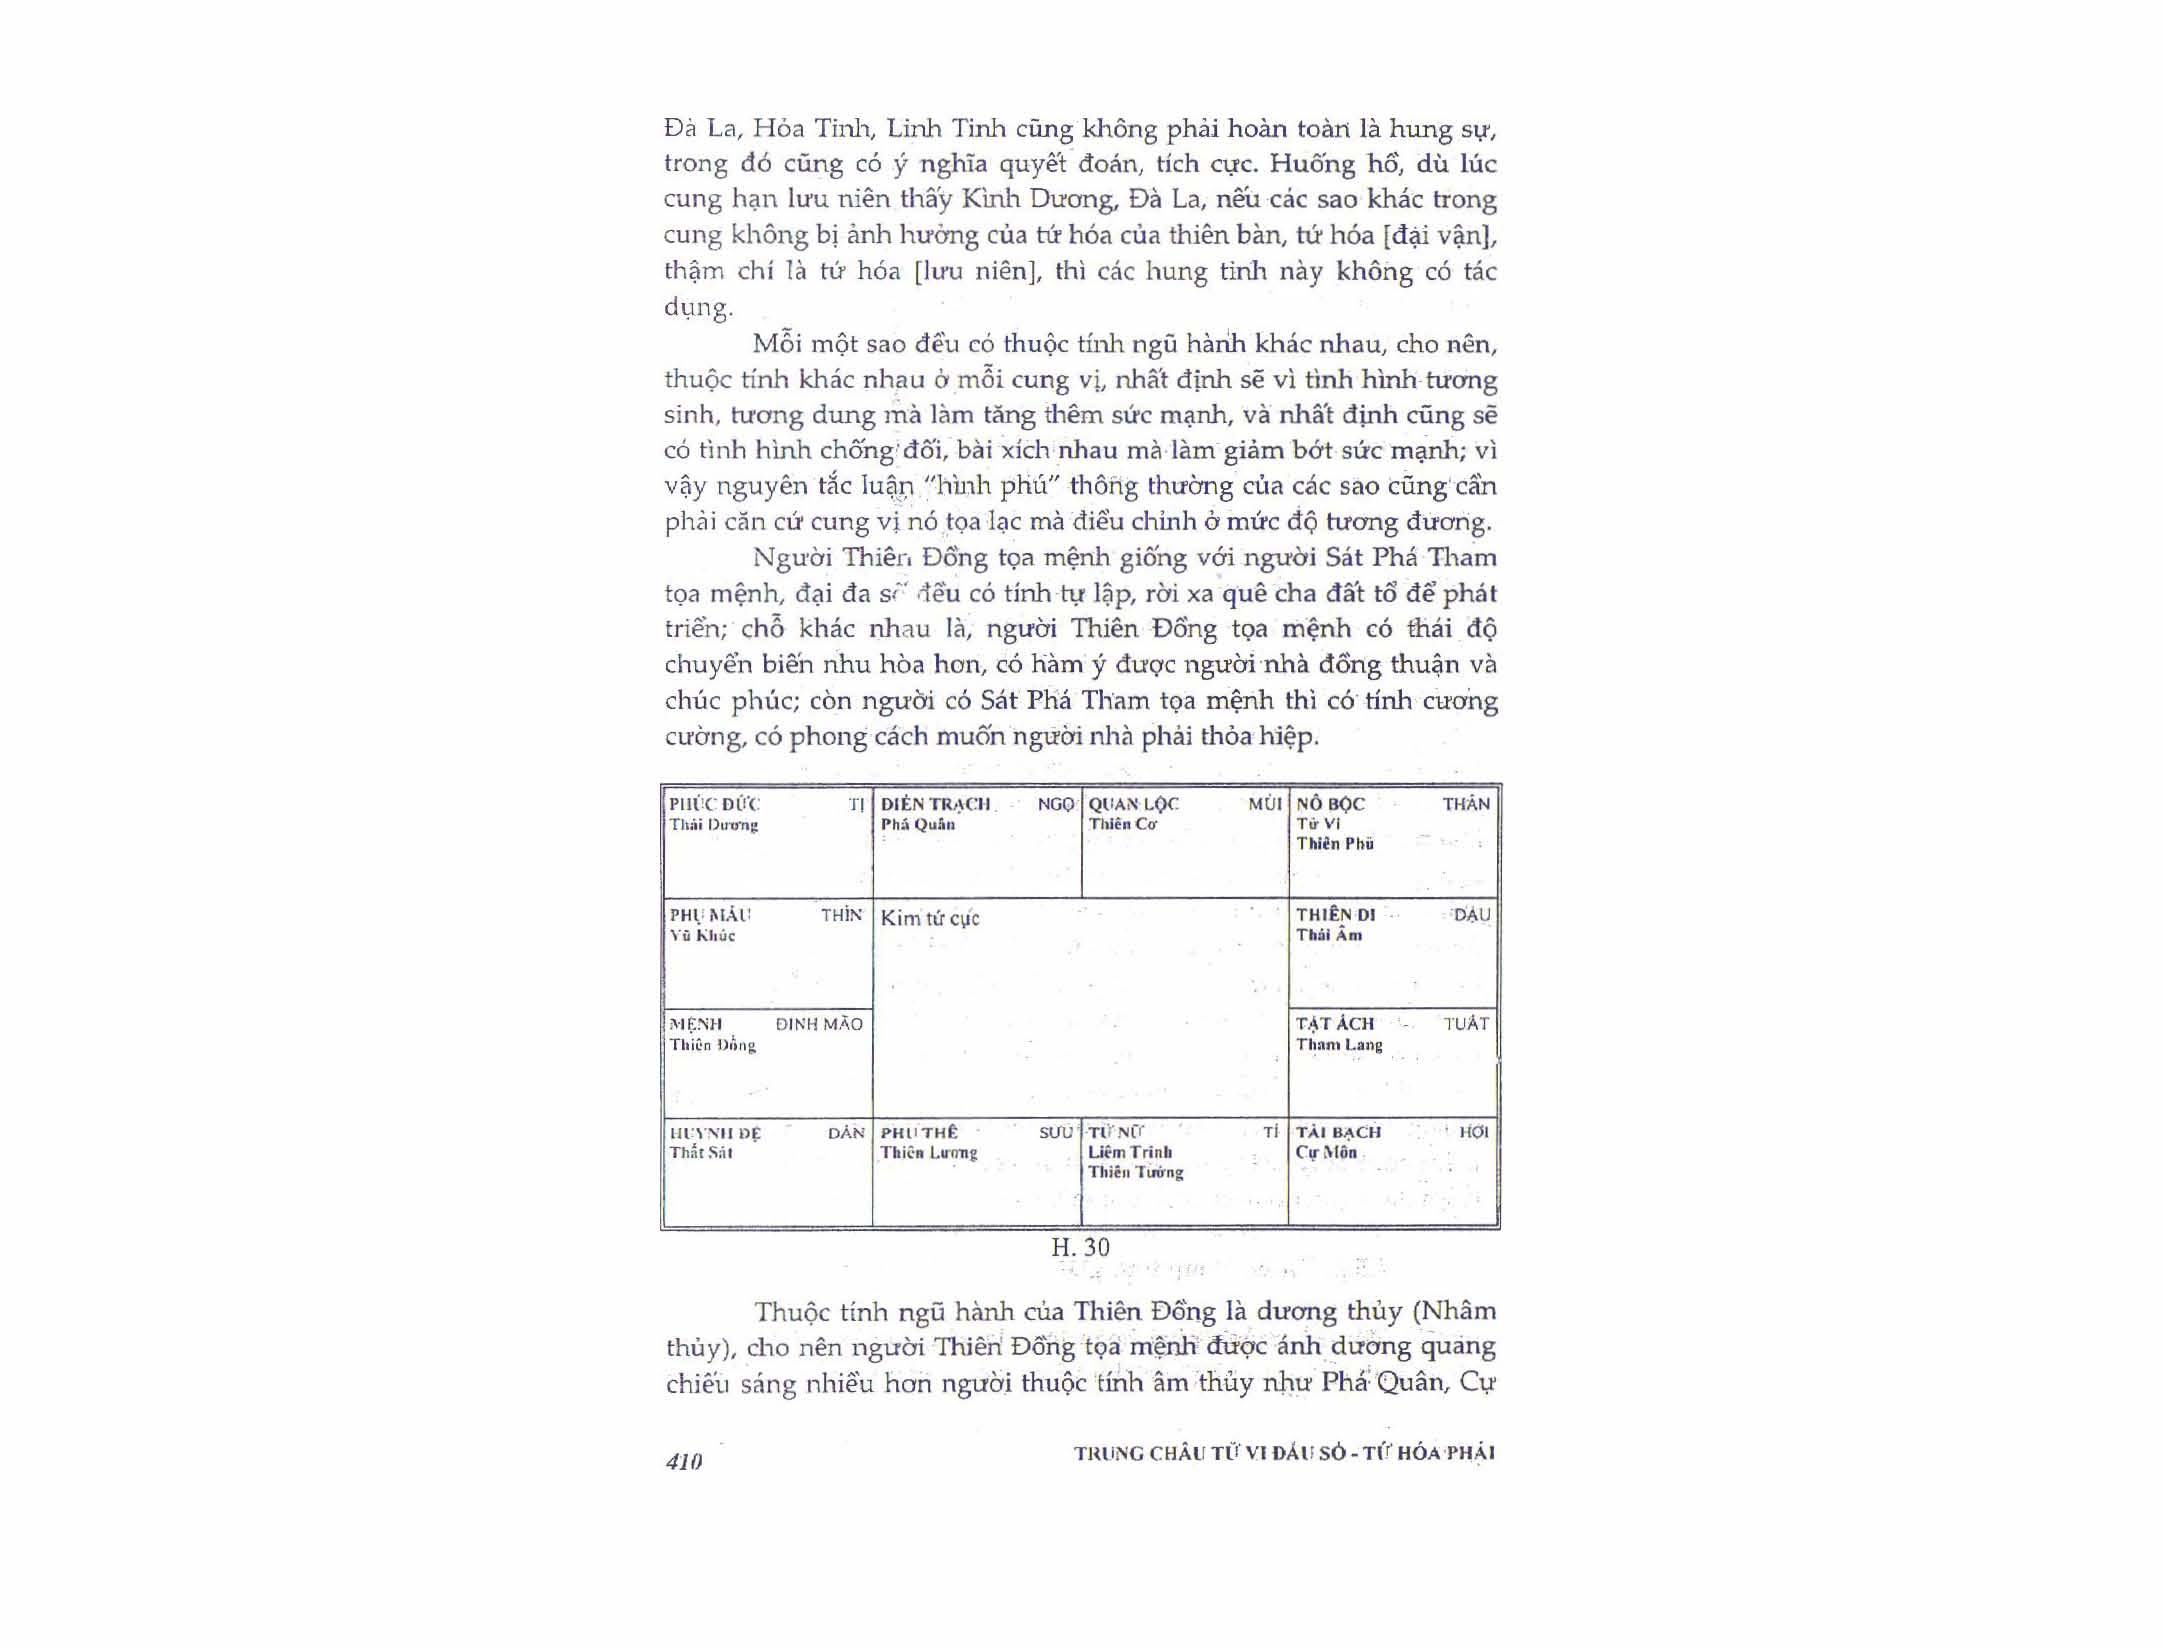 Đà La, Hỏa Tinh, Linh Tinh cũng không phải hoàn toàn là hung sự,
trong đó cũng có ý nghĩa quyết đoán, tích cực. Huống hồ, dù lúc
cung hạn lưu niên thấy Kình Dương, Đà La, nếu các sao khác trong
cung không bị ảnh hưởng của tứ hóa của thiên bàn, tứ hóa [đại vận],
thậm chí là tứ hóa [lưu niên], thì các hung tinh này không có tác
dụng.
Mỗi một sao đều có thuộc tính ngũ hành khác nhau, cho nên,
thuộc tính khác nhau ở mỗi cung vị, nhất định sẽ vì tình hình tương
sinh, tương dung mà làm tăng thêm sức mạnh, và nhất định cũng sẽ
có tình hình chống đối, bài xích nhau mà làm giảm bớt sức mạnh; vì
vậy nguyên tắc luận "hình phú" thông thường của các sao cũng cần
phải căn cứ cung vị nó tọa lạc mà điều chỉnh ở mức độ tương đương.
Người Thiên Đồng tọa mệnh giống với người Sát Phá Tham
tọa mệnh, đại đa số đều có tính tự lập, rời xa quê cha đất tổ để phát
triển; chỗ khác nhau là, người Thiên Đồng tọa mệnh có thái độ
chuyển biến nhu hòa hơn, có hàm ý được người nhà đồng thuận và
chúc phúc; còn người có Sát Phá Tham tọa mệnh thì có tính cương
cường, có phong cách muốn người nhà phải thỏa hiệp.
PHÚC ĐỨC TỊ DIỀN TRẠCH NGỌ QUAN LỘC MÙI NÔ BỘC THÂN
Thái Dương Phá Quân Thiên Cơ Tử Vi
Thiên Phủ
PHỤ MẪU THÌN Kim tứ cực THIÊN DI DẬU
Vũ Khúc Thái Âm
MỆNH ĐINH MÃO TẬT ÁCH TUẤT
Thiên Đồng Tham Lang
HUYNH ĐỆ DẦN PHU THÊ SỬU TỬ NỮ TÍ TÀI BẠCH HỢI
Thất Sát Thiên Lương Liêm Trinh Cự Môn
Thiên Tướng
H. 30
Thuộc tính ngũ hành của Thiên Đồng là dương thủy (Nhâm
thủy), cho nên người Thiên Đồng tọa mệnh được ánh dương quang
chiếu sáng nhiều hơn người thuộc tính âm thủy như Phá Quân, Cự
410 TRUNG CHÂU TỬ VI ĐẨU SỐ - TỨ HÓA PHÁI